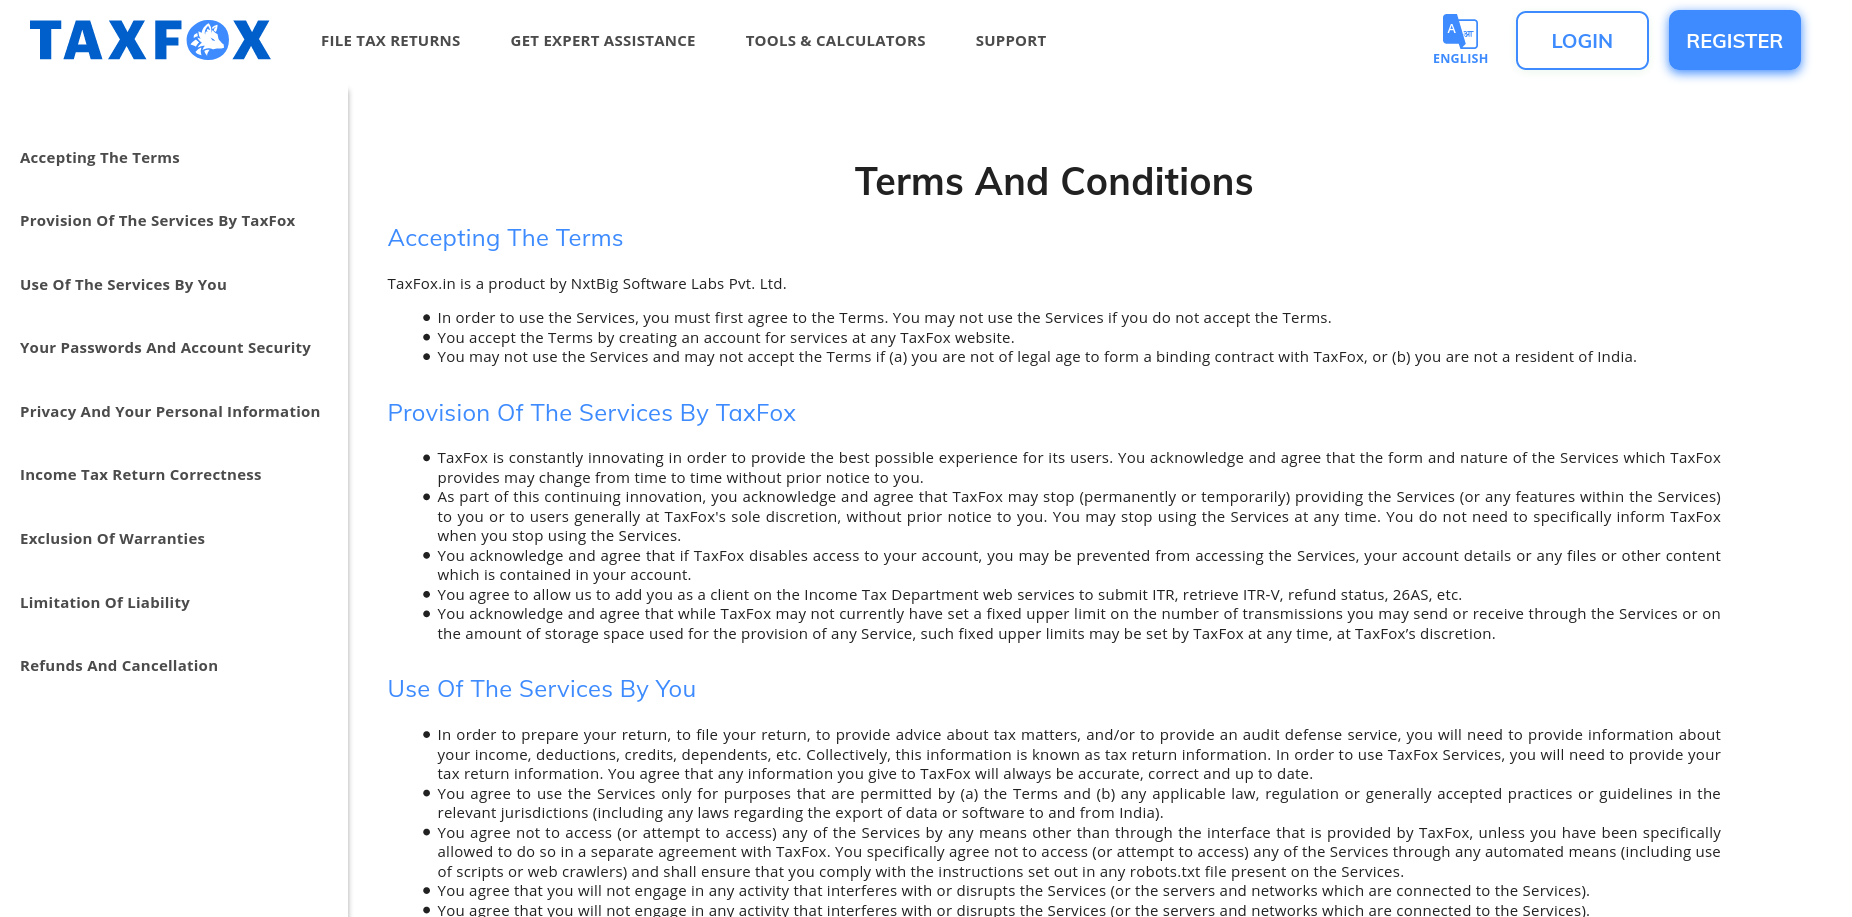 TAXFOX
FILE TAX RETURNS
GET EXPERT ASSISTANCE
TOOLS & CALCULATORS
SUPPORT
A अ
ENGLISH
LOGIN
REGISTER
Accepting The Terms
Provision Of The Services By TaxFox
Use Of The Services By You
Your Passwords And Account Security
Privacy And Your Personal Information
Income Tax Return Correctness
Exclusion Of Warranties
Limitation Of Liability
Refunds And Cancellation
Terms And Conditions
Accepting The Terms
TaxFox.in is a product by NxtBig Software Labs Pvt. Ltd.
● In order to use the Services, you must first agree to the Terms. You may not use the Services if you do not accept the Terms.
● You accept the Terms by creating an account for services at any TaxFox website.
● You may not use the Services and may not accept the Terms if (a) you are not of legal age to form a binding contract with TaxFox, or (b) you are not a resident of India.
Provision Of The Services By TaxFox
● TaxFox is constantly innovating in order to provide the best possible experience for its users. You acknowledge and agree that the form and nature of the Services which TaxFox
provides may change from time to time without prior notice to you.
● As part of this continuing innovation, you acknowledge and agree that TaxFox may stop (permanently or temporarily) providing the Services (or any features within the Services)
to you or to users generally at TaxFox's sole discretion, without prior notice to you. You may stop using the Services at any time. You do not need to specifically inform TaxFox
when you stop using the Services.
● You acknowledge and agree that if TaxFox disables access to your account, you may be prevented from accessing the Services, your account details or any files or other content
which is contained in your account.
● You agree to allow us to add you as a client on the Income Tax Department web services to submit ITR, retrieve ITR-V, refund status, 26AS, etc.
● You acknowledge and agree that while TaxFox may not currently have set a fixed upper limit on the number of transmissions you may send or receive through the Services or on
the amount of storage space used for the provision of any Service, such fixed upper limits may be set by TaxFox at any time, at TaxFox’s discretion.
Use Of The Services By You
● In order to prepare your return, to file your return, to provide advice about tax matters, and/or to provide an audit defense service, you will need to provide information about
your income, deductions, credits, dependents, etc. Collectively, this information is known as tax return information. In order to use TaxFox Services, you will need to provide your
tax return information. You agree that any information you give to TaxFox will always be accurate, correct and up to date.
● You agree to use the Services only for purposes that are permitted by (a) the Terms and (b) any applicable law, regulation or generally accepted practices or guidelines in the
relevant jurisdictions (including any laws regarding the export of data or software to and from India).
● You agree not to access (or attempt to access) any of the Services by any means other than through the interface that is provided by TaxFox, unless you have been specifically
allowed to do so in a separate agreement with TaxFox. You specifically agree not to access (or attempt to access) any of the Services through any automated means (including use
of scripts or web crawlers) and shall ensure that you comply with the instructions set out in any robots.txt file present on the Services.
● You agree that you will not engage in any activity that interferes with or disrupts the Services (or the servers and networks which are connected to the Services).
● You agree that you will not engage in any activity that interferes with or disrupts the Services (or the servers and networks which are connected to the Services).